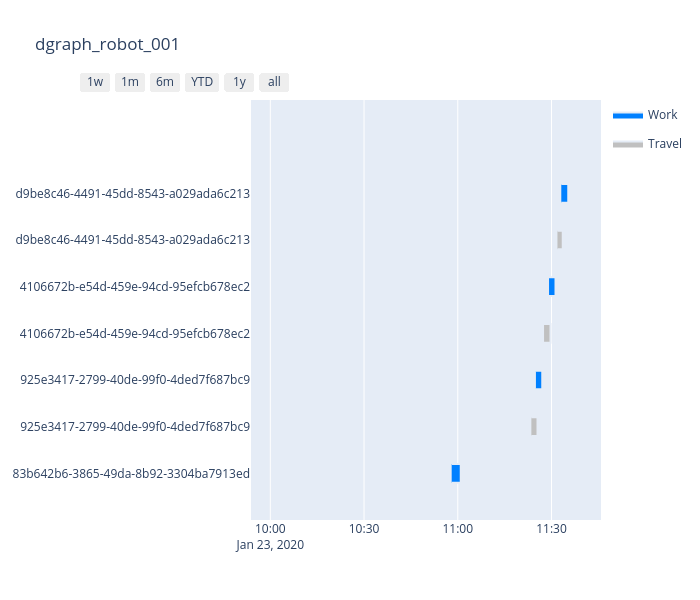 dgraph_robot_001
1w 1m 6m YTD 1y all
Work
Travel
d9be8c46-4491-45dd-8543-a029ada6c213
d9be8c46-4491-45dd-8543-a029ada6c213
4106672b-e54d-459e-94cd-95efcb678ec2
4106672b-e54d-459e-94cd-95efcb678ec2
925e3417-2799-40de-99f0-4ded7f687bc9
925e3417-2799-40de-99f0-4ded7f687bc9
83b642b6-3865-49da-8b92-3304ba7913ed
10:00 10:30 11:00 11:30
Jan 23, 2020